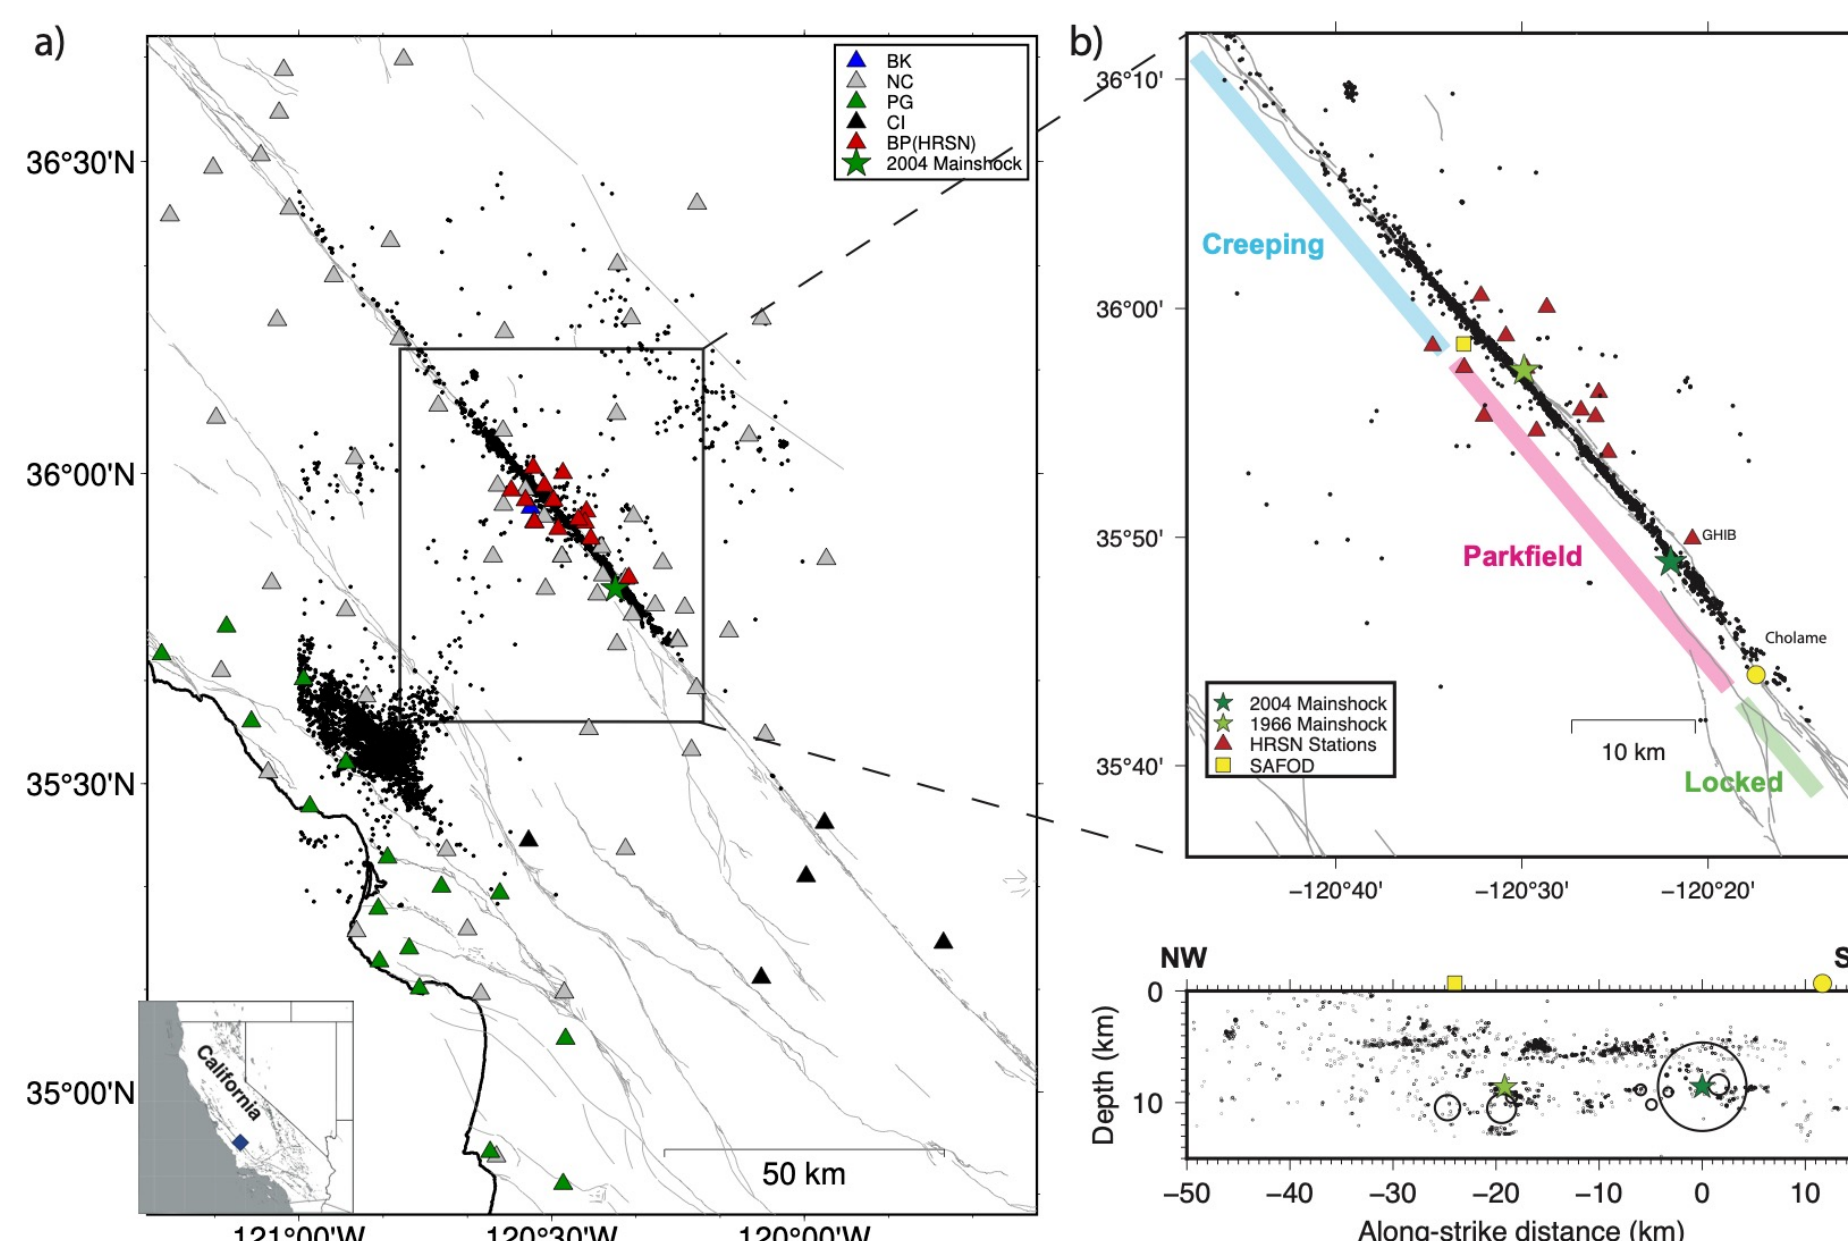 a)
BK
NC
PG
CI
BP(HRSN)
2004 Mainshock
36°30'N
36°00'N
35°30'N
35°00'N
121°00'W
120°30'W
120°00'W
50 km
California
b)
36°10'
36°00'
35°50'
35°40'
Creeping
Parkfield
Locked
GHIB
Cholame
2004 Mainshock
1966 Mainshock
HRSN Stations
SAFOD
10 km
−120°40'
−120°30'
−120°20'
NW
S
Depth (km)
0
10
−50
−40
−30
−20
−10
0
10
Along-strike distance (km)